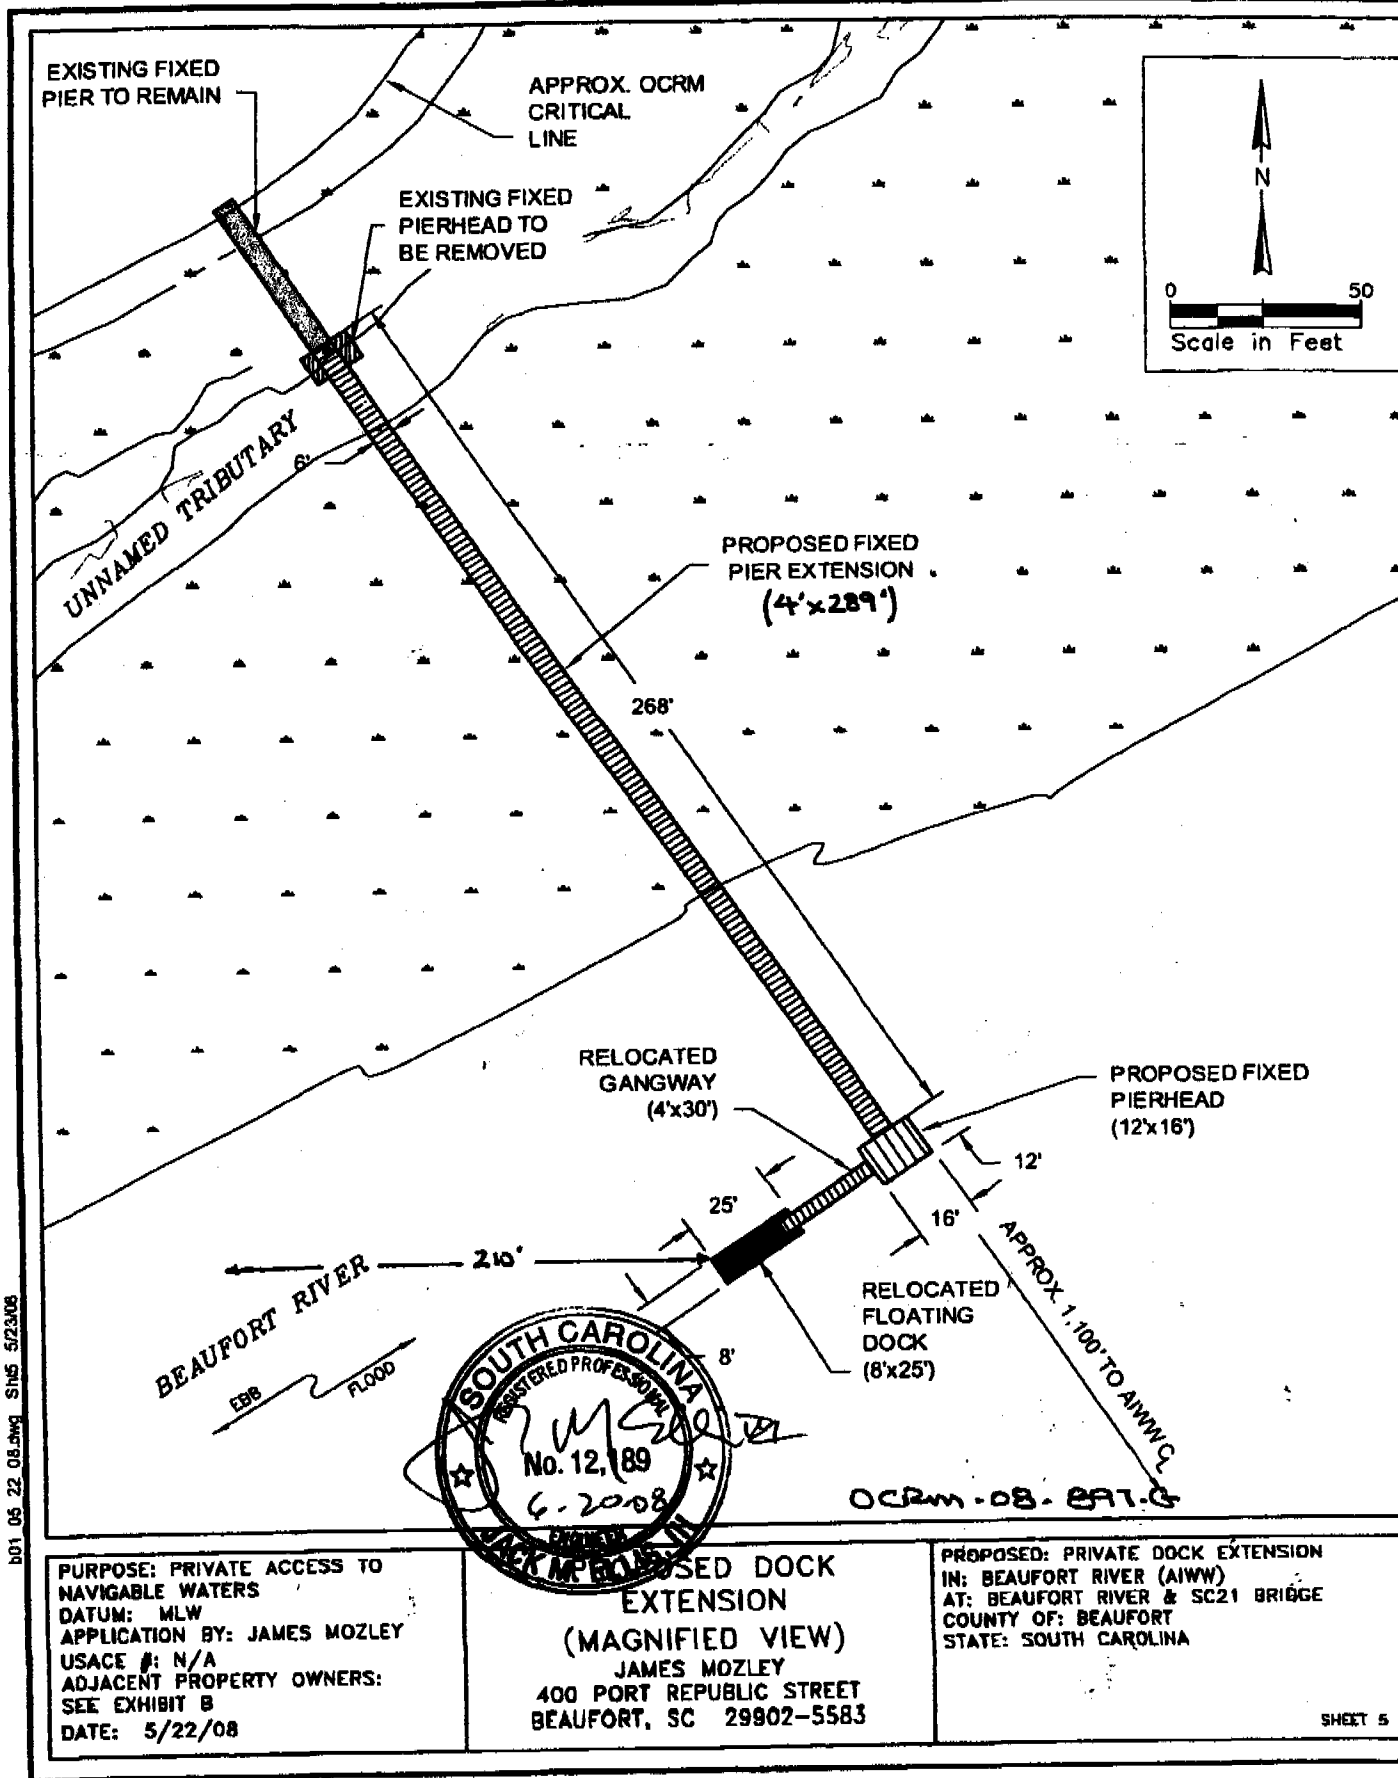 EXISTING FIXED
PIER TO REMAIN
APPROX. OCRM
CRITICAL
LINE
EXISTING FIXED
PIERHEAD TO
BE REMOVED
N
0 50
Scale in Feet
UNNAMED TRIBUTARY
6'
PROPOSED FIXED
PIER EXTENSION
(4'x289')
268'
RELOCATED
GANGWAY
(4'x30')
PROPOSED FIXED
PIERHEAD
(12'x16')
12'
16'
25'
210'
8'
BEAUFORT RIVER
EBB
FLOOD
RELOCATED
FLOATING
DOCK
(8'x25')
APPROX. 1,100' TO AIWW
SOUTH CAROLINA
REGISTERED PROFESSIONAL
No. 12,189
6-20-08
ENGINEER
JACK
OCRM-08-897-G
b01 05 22 08.dwg Sht5 5/23/08
PURPOSE: PRIVATE ACCESS TO
NAVIGABLE WATERS
DATUM: MLW
APPLICATION BY: JAMES MOZLEY
USACE #: N/A
ADJACENT PROPERTY OWNERS:
SEE EXHIBIT B
DATE: 5/22/08
OSED DOCK
EXTENSION
(MAGNIFIED VIEW)
JAMES MOZLEY
400 PORT REPUBLIC STREET
BEAUFORT, SC 29902-5583
PROPOSED: PRIVATE DOCK EXTENSION
IN: BEAUFORT RIVER (AIWW)
AT: BEAUFORT RIVER & SC21 BRIDGE
COUNTY OF: BEAUFORT
STATE: SOUTH CAROLINA
SHEET 5